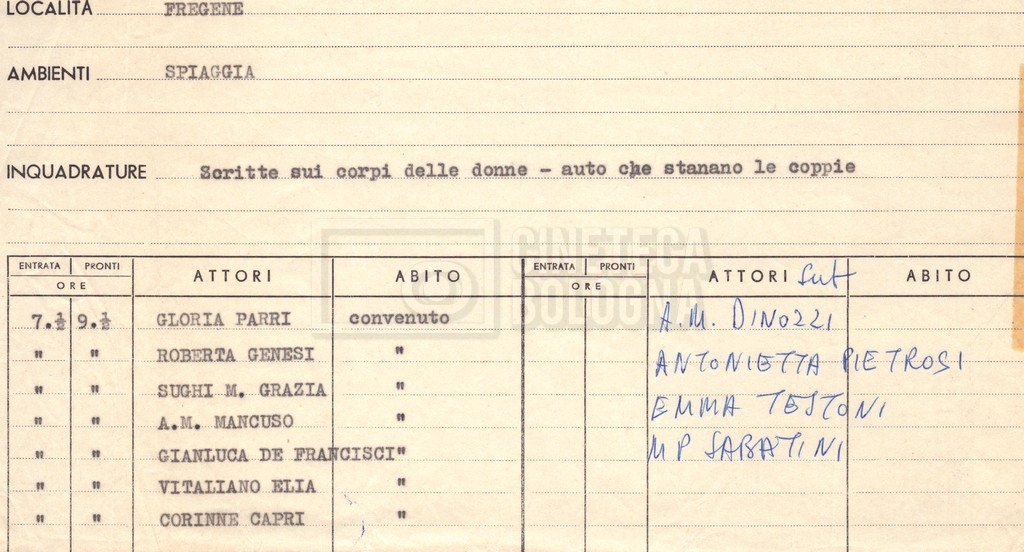 LOCALITÀ FREGENE
AMBIENTI SPIAGGIA
INQUADRATURE Scritte sui corpi delle donne - auto che stanano le coppie
CINETECA
BOLOGNA
ENTRATA PRONTI ATTORI ABITO ENTRATA PRONTI ATTORI ABITO
ORE ORE
7.½ 9.½ GLORIA PARRI convenuto A.M. DINOZZI
" " ROBERTA GENESI " ANTONIETTA PIETROSI
" " SUGHI M. GRAZIA " EMMA TESTONI
" " A.M. MANCUSO " MP SABATINI
" " GIANLUCA DE FRANCISCI"
" " VITALIANO ELIA "
" " CORINNE CAPRI "